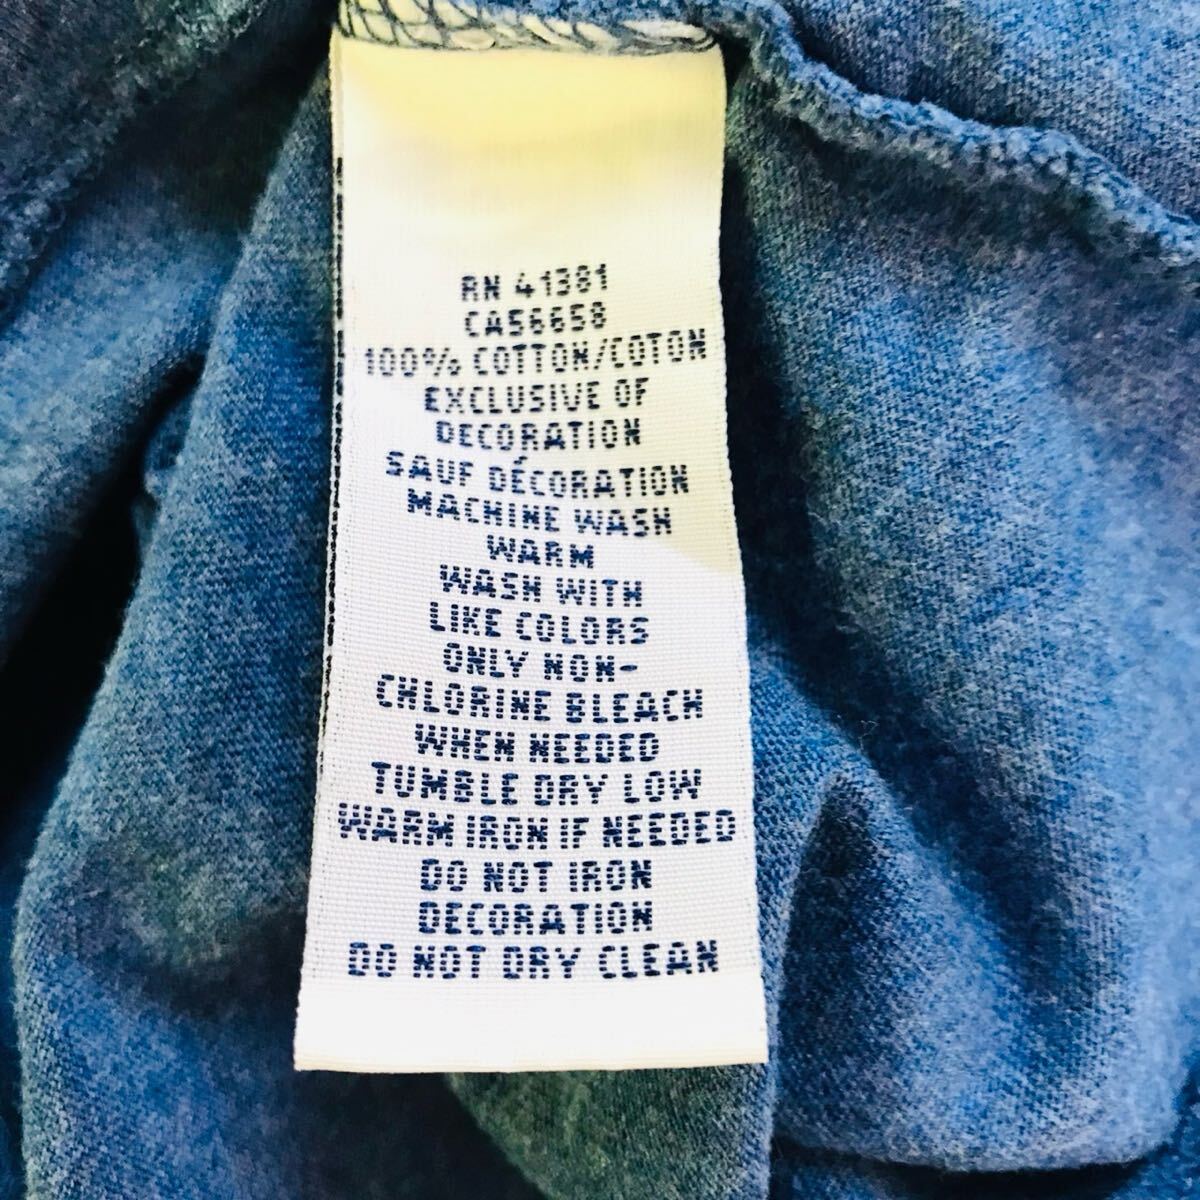 RN 41381
CA56658
100% COTTON/COTON
EXCLUSIVE OF
DECORATION
SAUF DÉCORATION
MACHINE WASH
WARM
WASH WITH
LIKE COLORS
ONLY NON-
CHLORINE BLEACH
WHEN NEEDED
TUMBLE DRY LOW
WARM IRON IF NEEDED
DO NOT IRON
DECORATION
DO NOT DRY CLEAN